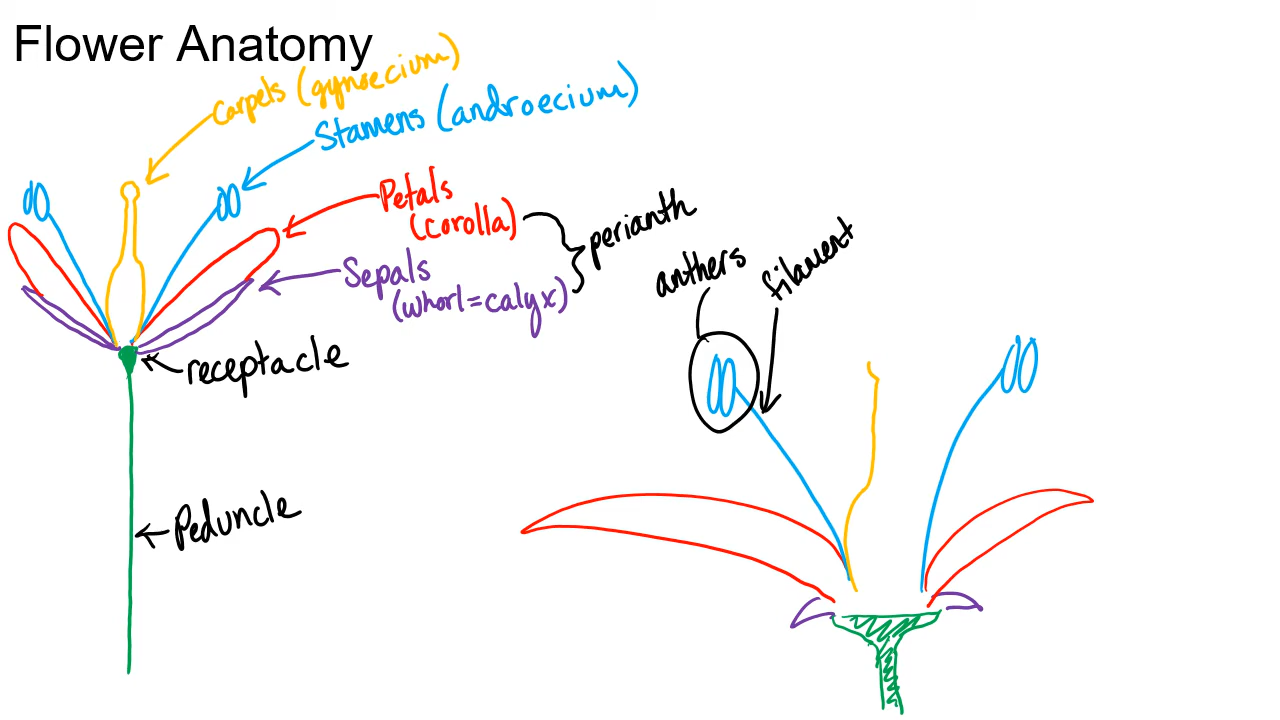 Flower Anatomy
Carpels (gynoecium)
Stamens (androecium)
Petals
(corolla)
Sepals
(whorl=calyx)
perianth
receptacle
Peduncle
anthers
filament